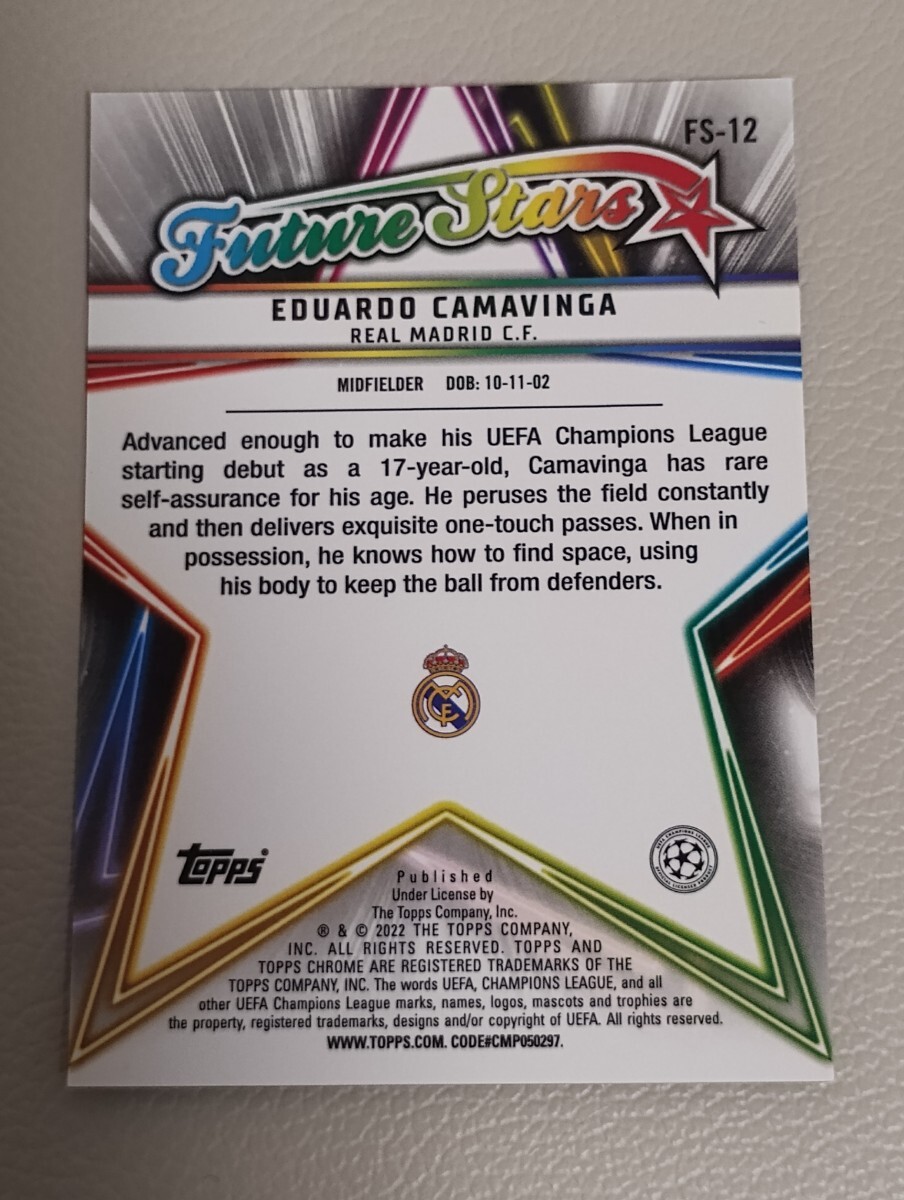 FS-12
Future Stars
EDUARDO CAMAVINGA
REAL MADRID C.F.
MIDFIELDER DOB: 10-11-02
Advanced enough to make his UEFA Champions League
starting debut as a 17-year-old, Camavinga has rare
self-assurance for his age. He peruses the field constantly
and then delivers exquisite one-touch passes. When in
possession, he knows how to find space, using
his body to keep the ball from defenders.
topps®
Published
Under License by
The Topps Company, Inc.
® & © 2022 THE TOPPS COMPANY,
INC. ALL RIGHTS RESERVED. TOPPS AND
TOPPS CHROME ARE REGISTERED TRADEMARKS OF THE
TOPPS COMPANY, INC. The words UEFA, CHAMPIONS LEAGUE, and all
other UEFA Champions League marks, names, logos, mascots and trophies are
the property, registered trademarks, designs and/or copyright of UEFA. All rights reserved.
WWW.TOPPS.COM. CODE#CMP050297.
UEFA CHAMPIONS LEAGUE
OFFICIAL LICENSED PRODUCT